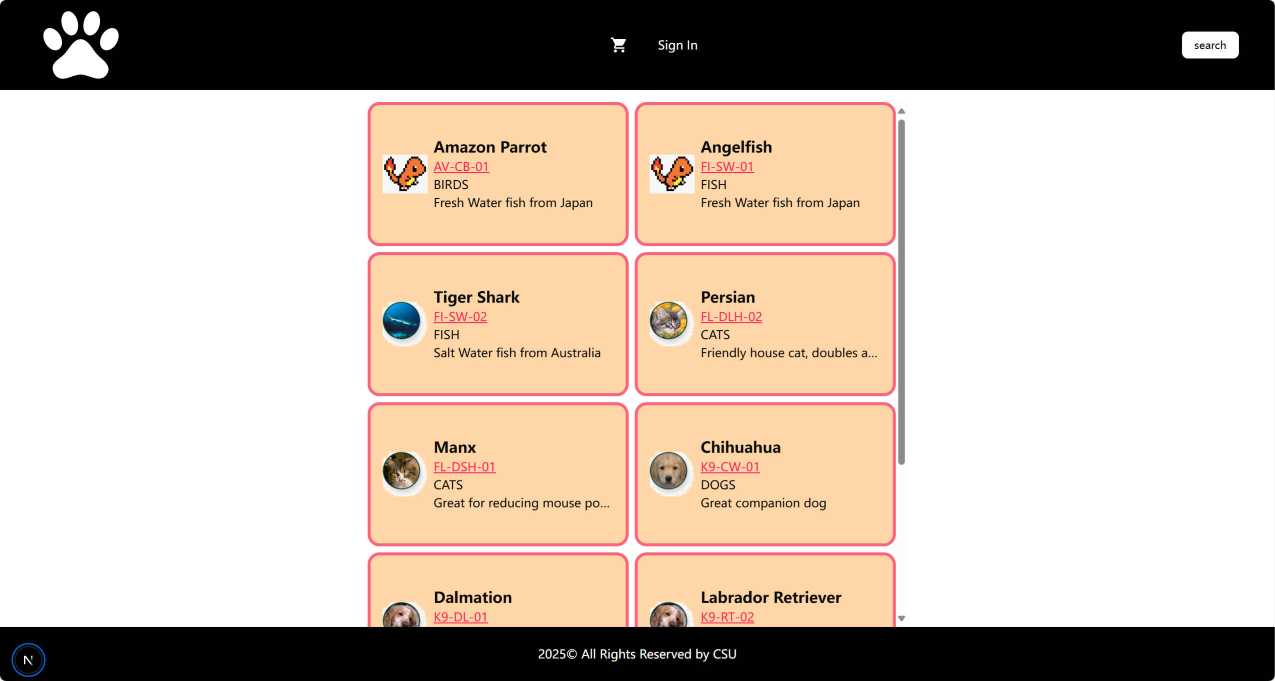 Sign In
search
Amazon Parrot
AV-CB-01
BIRDS
Fresh Water fish from Japan
Angelfish
FI-SW-01
FISH
Fresh Water fish from Japan
Tiger Shark
FI-SW-02
FISH
Salt Water fish from Australia
Persian
FL-DLH-02
CATS
Friendly house cat, doubles a...
Manx
FL-DSH-01
CATS
Great for reducing mouse po...
Chihuahua
K9-CW-01
DOGS
Great companion dog
Dalmation
K9-DL-01
Labrador Retriever
K9-RT-02
N
2025© All Rights Reserved by CSU